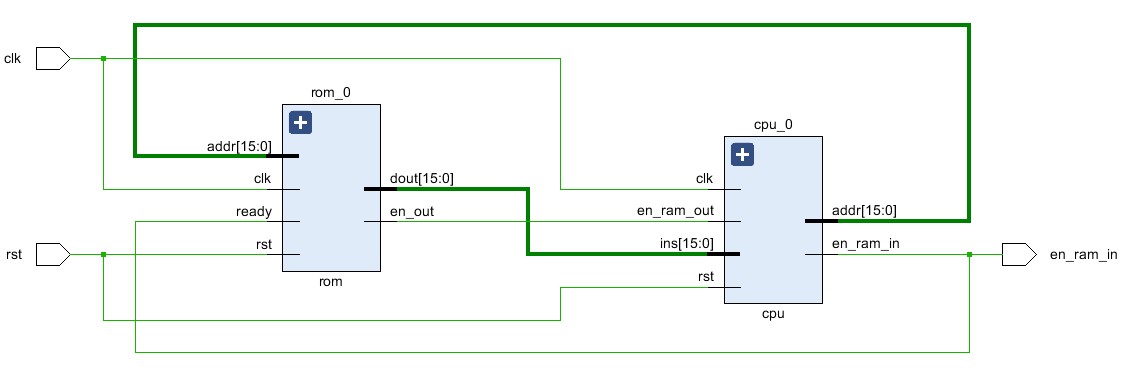 clk
rom_0
addr[15:0]
clk
ready
rst
dout[15:0]
en_out
rom
rst
cpu_0
clk
en_ram_out
ins[15:0]
rst
addr[15:0]
en_ram_in
cpu
en_ram_in